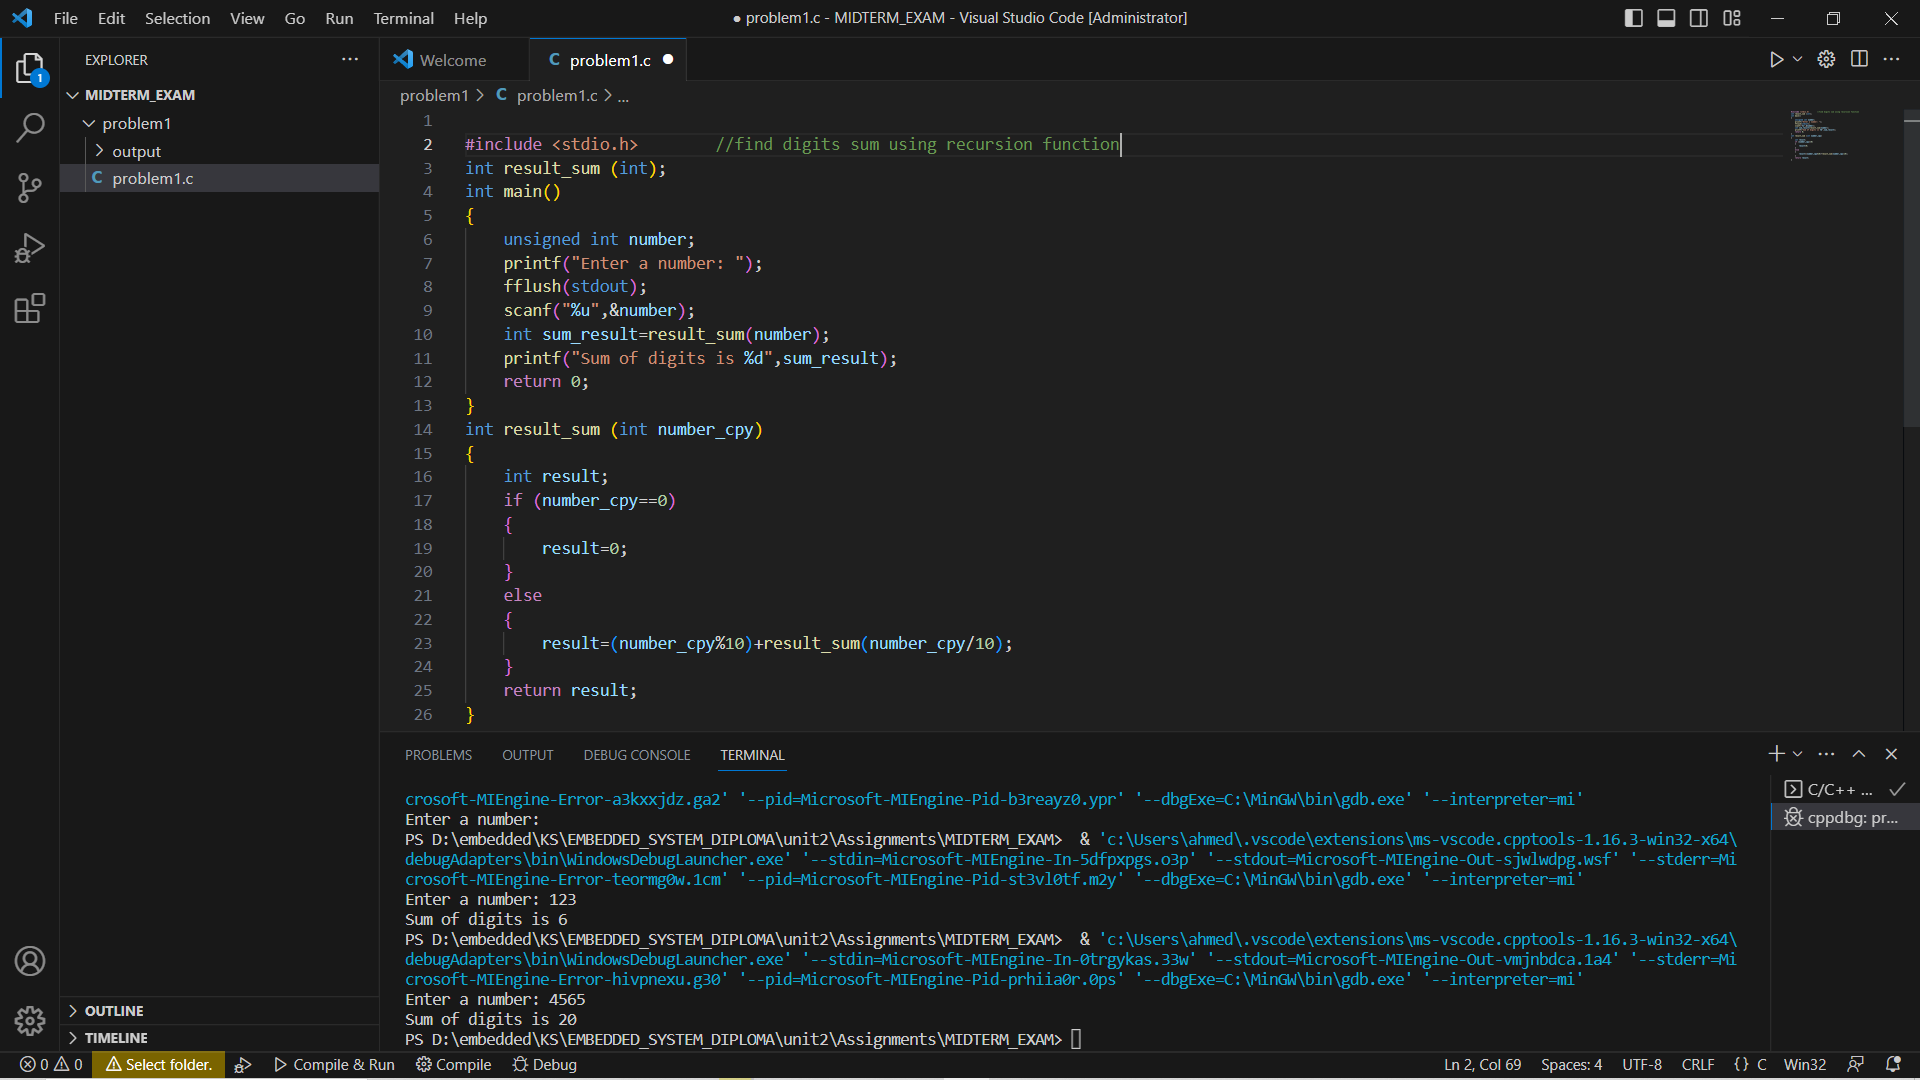 File Edit Selection View Go Run Terminal Help
● problem1.c - MIDTERM_EXAM - Visual Studio Code [Administrator]
EXPLORER
MIDTERM_EXAM
problem1
output
C problem1.c
OUTLINE
TIMELINE
1
Welcome
C problem1.c
problem1 > C problem1.c > ...
1
2 #include <stdio.h> //find digits sum using recursion function
3 int result_sum (int);
4 int main()
5 {
6 unsigned int number;
7 printf("Enter a number: ");
8 fflush(stdout);
9 scanf("%u",&number);
10 int sum_result=result_sum(number);
11 printf("Sum of digits is %d",sum_result);
12 return 0;
13 }
14 int result_sum (int number_cpy)
15 {
16 int result;
17 if (number_cpy==0)
18 {
19 result=0;
20 }
21 else
22 {
23 result=(number_cpy%10)+result_sum(number_cpy/10);
24 }
25 return result;
26 }
PROBLEMS OUTPUT DEBUG CONSOLE TERMINAL
crosoft-MIEngine-Error-a3kxxjdz.ga2' '--pid=Microsoft-MIEngine-Pid-b3reayz0.ypr' '--dbgExe=C:\MinGW\bin\gdb.exe' '--interpreter=mi'
Enter a number:
PS D:\embedded\KS\EMBEDDED_SYSTEM_DIPLOMA\unit2\Assignments\MIDTERM_EXAM> & 'c:\Users\ahmed\.vscode\extensions\ms-vscode.cpptools-1.16.3-win32-x64\
debugAdapters\bin\WindowsDebugLauncher.exe' '--stdin=Microsoft-MIEngine-In-5dfpxpgs.o3p' '--stdout=Microsoft-MIEngine-Out-sjwlwdpg.wsf' '--stderr=Mi
crosoft-MIEngine-Error-teormg0w.1cm' '--pid=Microsoft-MIEngine-Pid-st3vl0tf.m2y' '--dbgExe=C:\MinGW\bin\gdb.exe' '--interpreter=mi'
Enter a number: 123
Sum of digits is 6
PS D:\embedded\KS\EMBEDDED_SYSTEM_DIPLOMA\unit2\Assignments\MIDTERM_EXAM> & 'c:\Users\ahmed\.vscode\extensions\ms-vscode.cpptools-1.16.3-win32-x64\
debugAdapters\bin\WindowsDebugLauncher.exe' '--stdin=Microsoft-MIEngine-In-0trgykas.33w' '--stdout=Microsoft-MIEngine-Out-vmjnbdca.1a4' '--stderr=Mi
crosoft-MIEngine-Error-hivpnexu.g30' '--pid=Microsoft-MIEngine-Pid-prhiia0r.0ps' '--dbgExe=C:\MinGW\bin\gdb.exe' '--interpreter=mi'
Enter a number: 4565
Sum of digits is 20
PS D:\embedded\KS\EMBEDDED_SYSTEM_DIPLOMA\unit2\Assignments\MIDTERM_EXAM>
C/C++ ...
cppdbg: pr...
0 0 Select folder. Compile & Run Compile Debug Ln 2, Col 69 Spaces: 4 UTF-8 CRLF {} C Win32